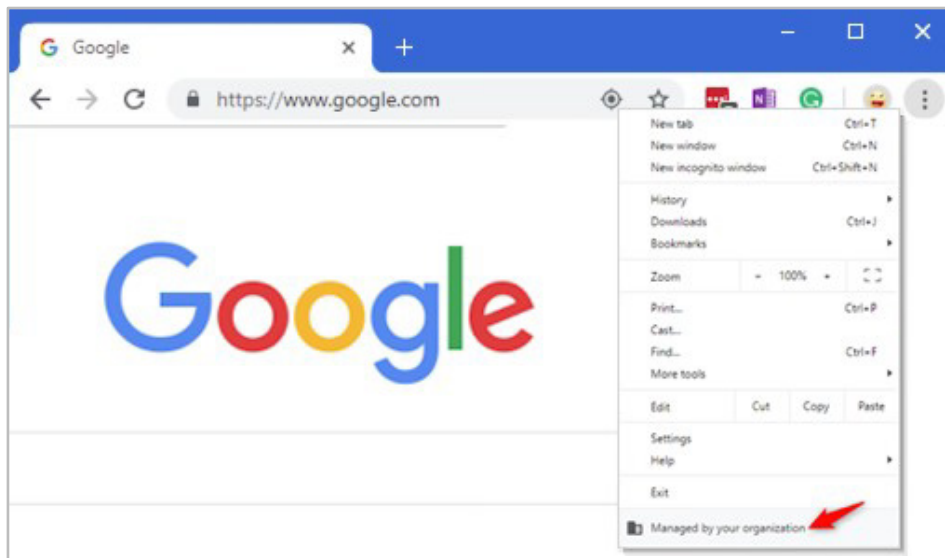 Google
https://www.google.com
New tab Ctrl+T
New window Ctrl+N
New incognito window Ctrl+Shift+N
History
Downloads Ctrl+J
Bookmarks
Zoom - 100% +
Print... Ctrl+P
Cast...
Find... Ctrl+F
More tools
Edit Cut Copy Paste
Settings
Help
Exit
Managed by your organization
Google